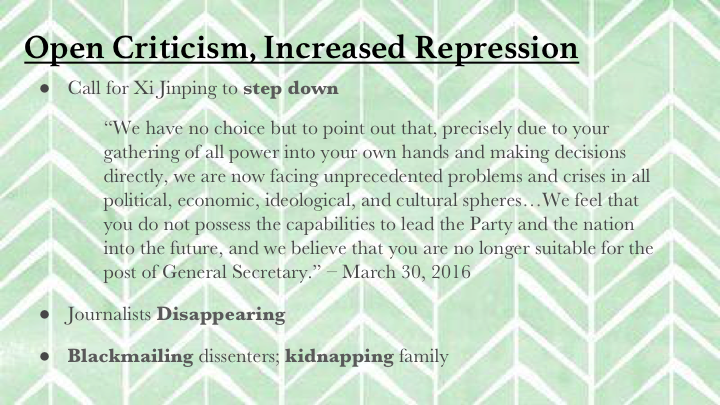 Open Criticism, Increased Repression
● Call for Xi Jinping to step down
“We have no choice but to point out that, precisely due to your
gathering of all power into your own hands and making decisions
directly, we are now facing unprecedented problems and crises in all
political, economic, ideological, and cultural spheres…We feel that
you do not possess the capabilities to lead the Party and the nation
into the future, and we believe that you are no longer suitable for the
post of General Secretary.” – March 30, 2016
● Journalists Disappearing
● Blackmailing dissenters; kidnapping family